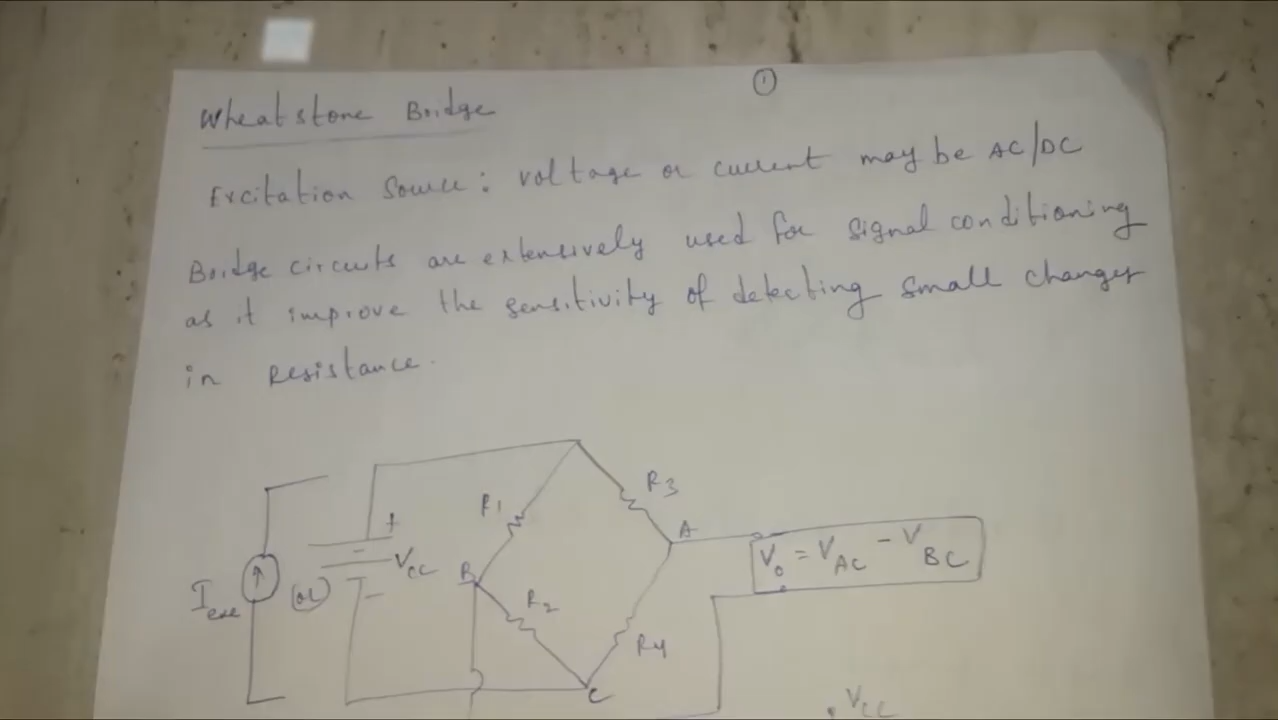 1
Wheatstone Bridge
Excitation Source: voltage or current may be AC/DC
Bridge circuits are extensively used for signal conditioning
as it improve the sensitivity of detecting small changes
in Resistance.
R1
R3
+
A
Vcc
B
Vo = VAC - VBC
Iexe
(or)
-
R2
R4
C
VCC